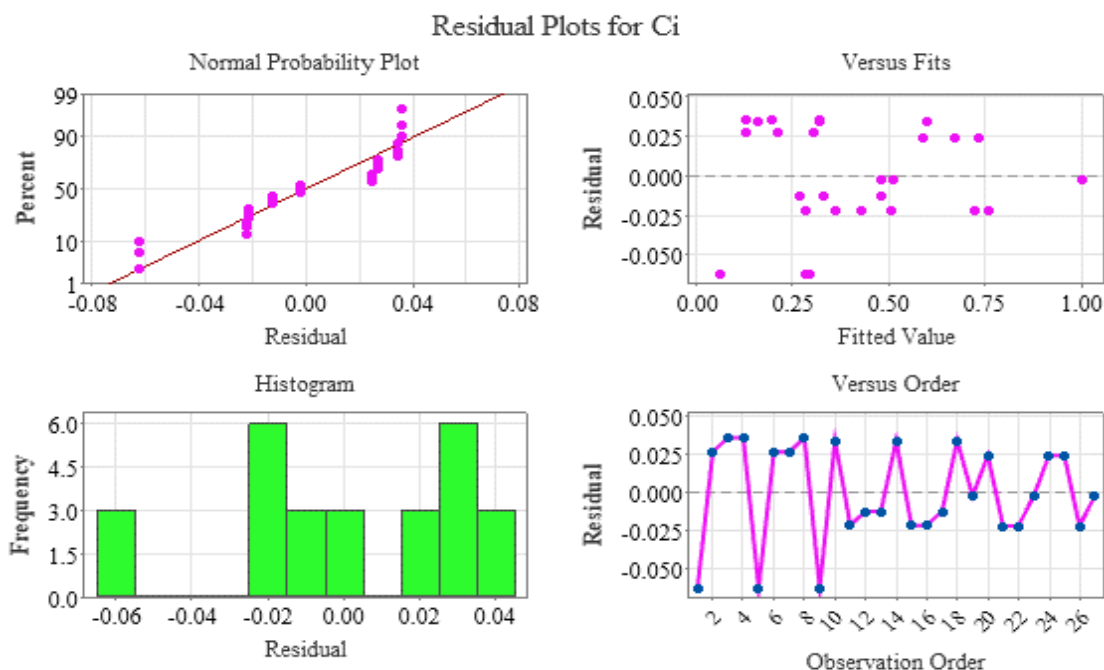 Residual Plots for Ci
Normal Probability Plot
Percent
99
90
50
10
1
-0.08 -0.04 0.00 0.04 0.08
Residual
Versus Fits
Residual
0.050
0.025
0.000
-0.025
-0.050
0.00 0.25 0.50 0.75 1.00
Fitted Value
Histogram
Frequency
6.0
4.5
3.0
1.5
0.0
-0.06 -0.04 -0.02 0.00 0.02 0.04
Residual
Versus Order
Residual
0.050
0.025
0.000
-0.025
-0.050
2 4 6 8 10 12 14 16 18 20 22 24 26
Observation Order